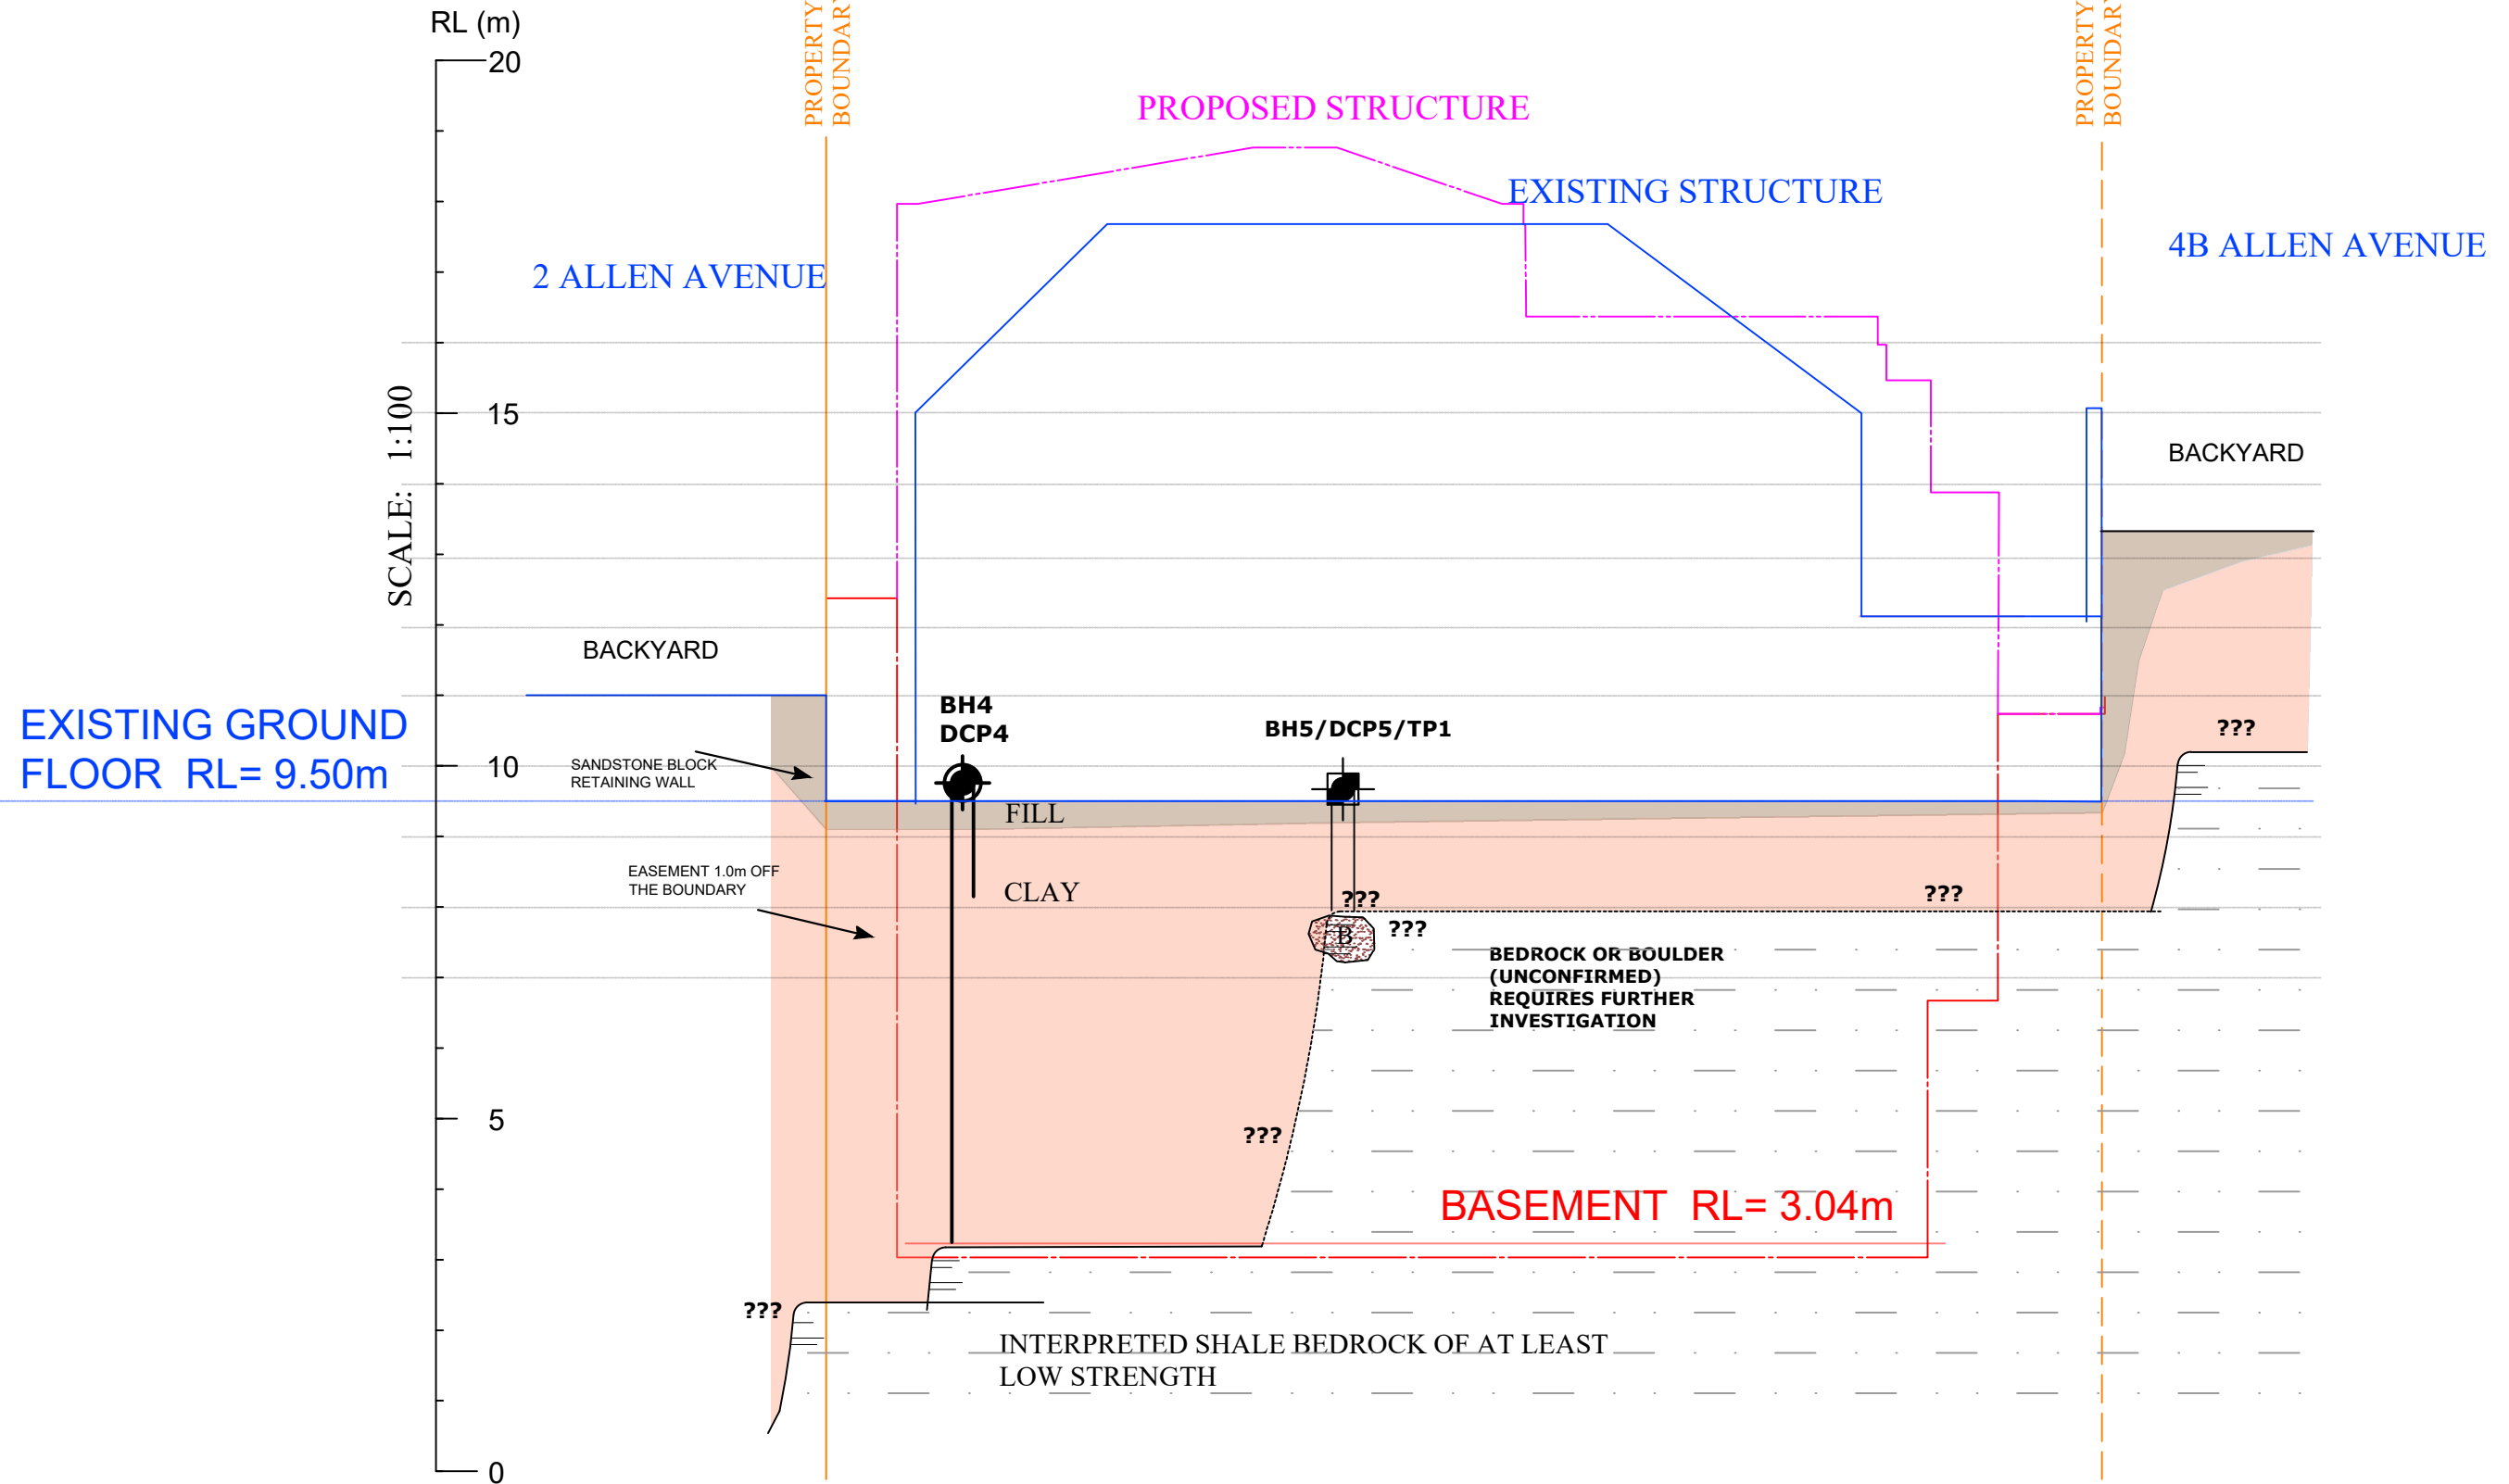 RL (m)
20
PROPERTY
BOUNDARY
PROPERTY
BOUNDARY
PROPOSED STRUCTURE
EXISTING STRUCTURE
2 ALLEN AVENUE
4B ALLEN AVENUE
SCALE: 1:100
15
BACKYARD
BACKYARD
EXISTING GROUND
FLOOR RL= 9.50m
BH4
DCP4
BH5/DCP5/TP1
???
SANDSTONE BLOCK
RETAINING WALL
10
FILL
EASEMENT 1.0m OFF
THE BOUNDARY
CLAY
???
???
???
B
BEDROCK OR BOULDER
(UNCONFIRMED)
REQUIRES FURTHER
INVESTIGATION
5
???
BASEMENT RL= 3.04m
???
INTERPRETED SHALE BEDROCK OF AT LEAST
LOW STRENGTH
0